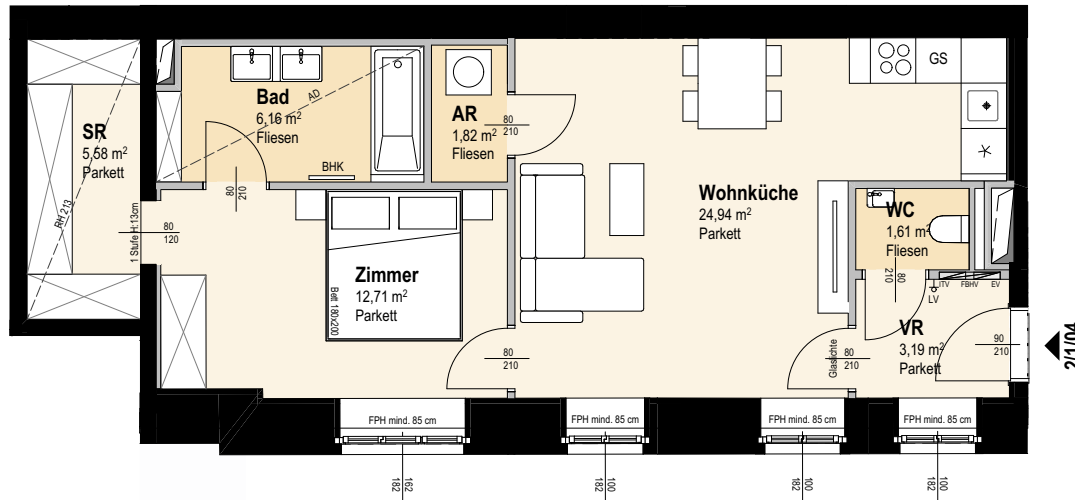 SR
5,58 m²
Parkett
RH 213
1 Stufe H:13cm
80
120
Bad
6,16 m²
Fliesen
AD
BHK
80
210
AR
1,82 m²
Fliesen
80
210
GS
Wohnküche
24,94 m²
Parkett
WC
1,61 m²
Fliesen
80
210
ITV
FBHV
EV
LV
VR
3,19 m²
Parkett
90
210
2/1/04
Zimmer
12,71 m²
Parkett
Bett 180x200
80
210
Glaslichte
80
210
FPH mind. 85 cm
FPH mind. 85 cm
FPH mind. 85 cm
FPH mind. 85 cm
162
182
100
182
100
182
100
182